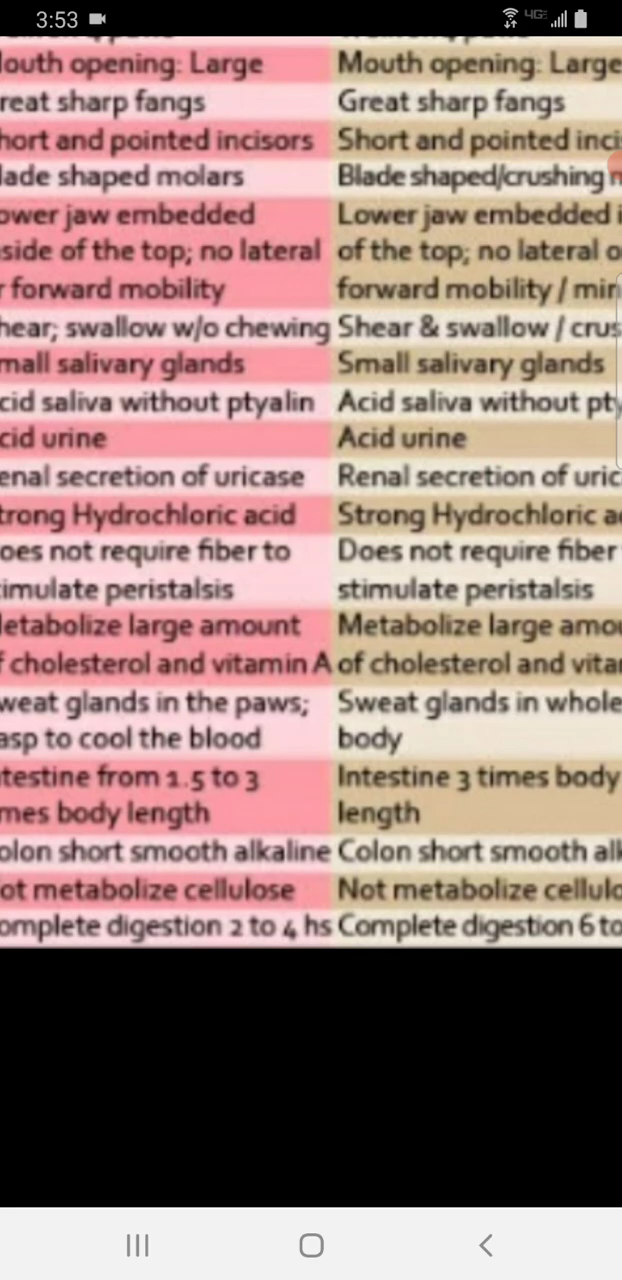 3:53 4GE
outh opening: Large Mouth opening: Large
reat sharp fangs Great sharp fangs
hort and pointed incisors Short and pointed inci
lade shaped molars Blade shaped/crushing
ower jaw embedded Lower jaw embedded i
side of the top; no lateral of the top; no lateral o
forward mobility forward mobility / min
hear; swallow w/o chewing Shear & swallow / crus
mall salivary glands Small salivary glands
cid saliva without ptyalin Acid saliva without pty
cid urine Acid urine
enal secretion of uricase Renal secretion of uric
trong Hydrochloric acid Strong Hydrochloric a
oes not require fiber to Does not require fiber
timulate peristalsis stimulate peristalsis
etabolize large amount Metabolize large amou
f cholesterol and vitamin A of cholesterol and vita
weat glands in the paws; Sweat glands in whole
asp to cool the blood body
testine from 1.5 to 3 Intestine 3 times body
mes body length length
olon short smooth alkaline Colon short smooth alk
ot metabolize cellulose Not metabolize cellulo
omplete digestion 2 to 4 hs Complete digestion 6 to